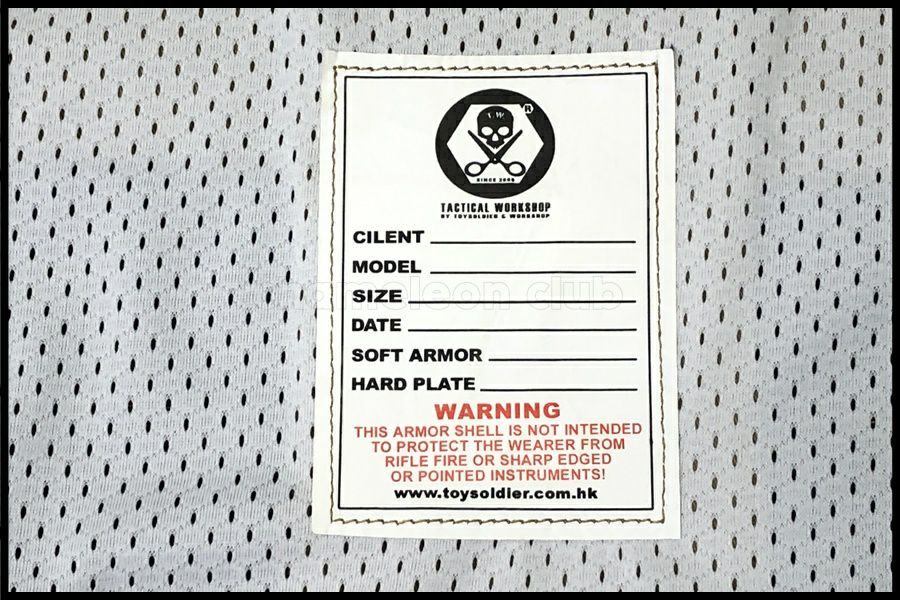 T.W.
®
SINCE 2000
TACTICAL WORKSHOP
BY TOYSOLDIER & WORKSHOP
CILENT
MODEL
SIZE
DATE
SOFT ARMOR
HARD PLATE
WARNING
THIS ARMOR SHELL IS NOT INTENDED
TO PROTECT THE WEARER FROM
RIFLE FIRE OR SHARP EDGED
OR POINTED INSTRUMENTS!
www.toysoldier.com.hk